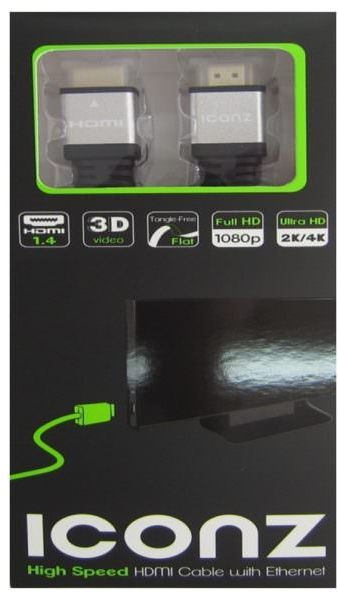 HDMI
ICONZ
HDMI
1.4
3D
video
Tangle-Free
Flat
Full HD
1080p
Ultra HD
2K/4K
ICONZ
High Speed HDMI Cable with Ethernet